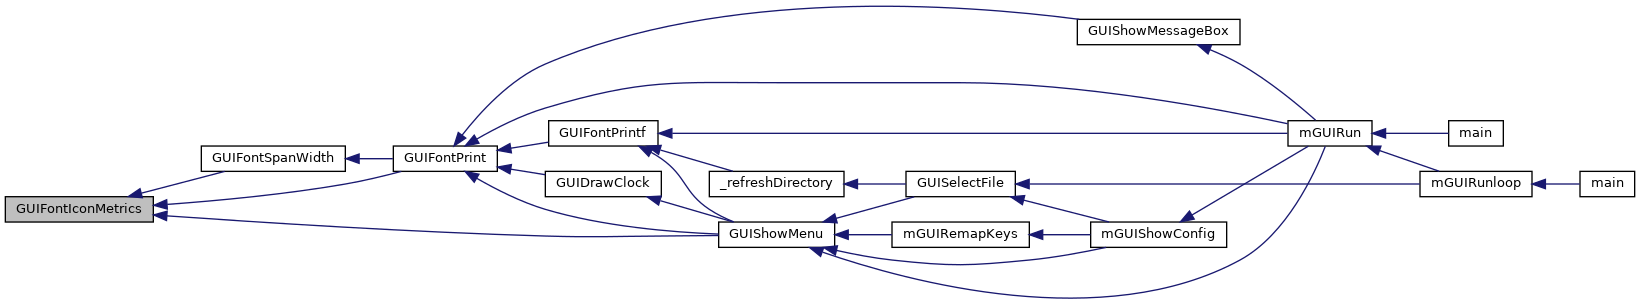 GUIShowMessageBox
GUIFontPrintf
mGUIRun
main
GUIFontSpanWidth
GUIFontPrint
GUIDrawClock
_refreshDirectory
GUISelectFile
mGUIRunloop
main
GUIFontIconMetrics
GUIShowMenu
mGUIRemapKeys
mGUIShowConfig